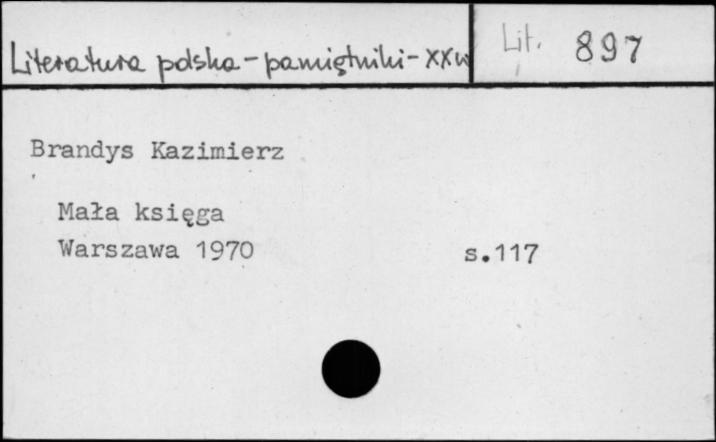 Literatura polska - pamiętniki - XXw
Lit. 897
Brandys Kazimierz
Mała księga
Warszawa 1970 s.117